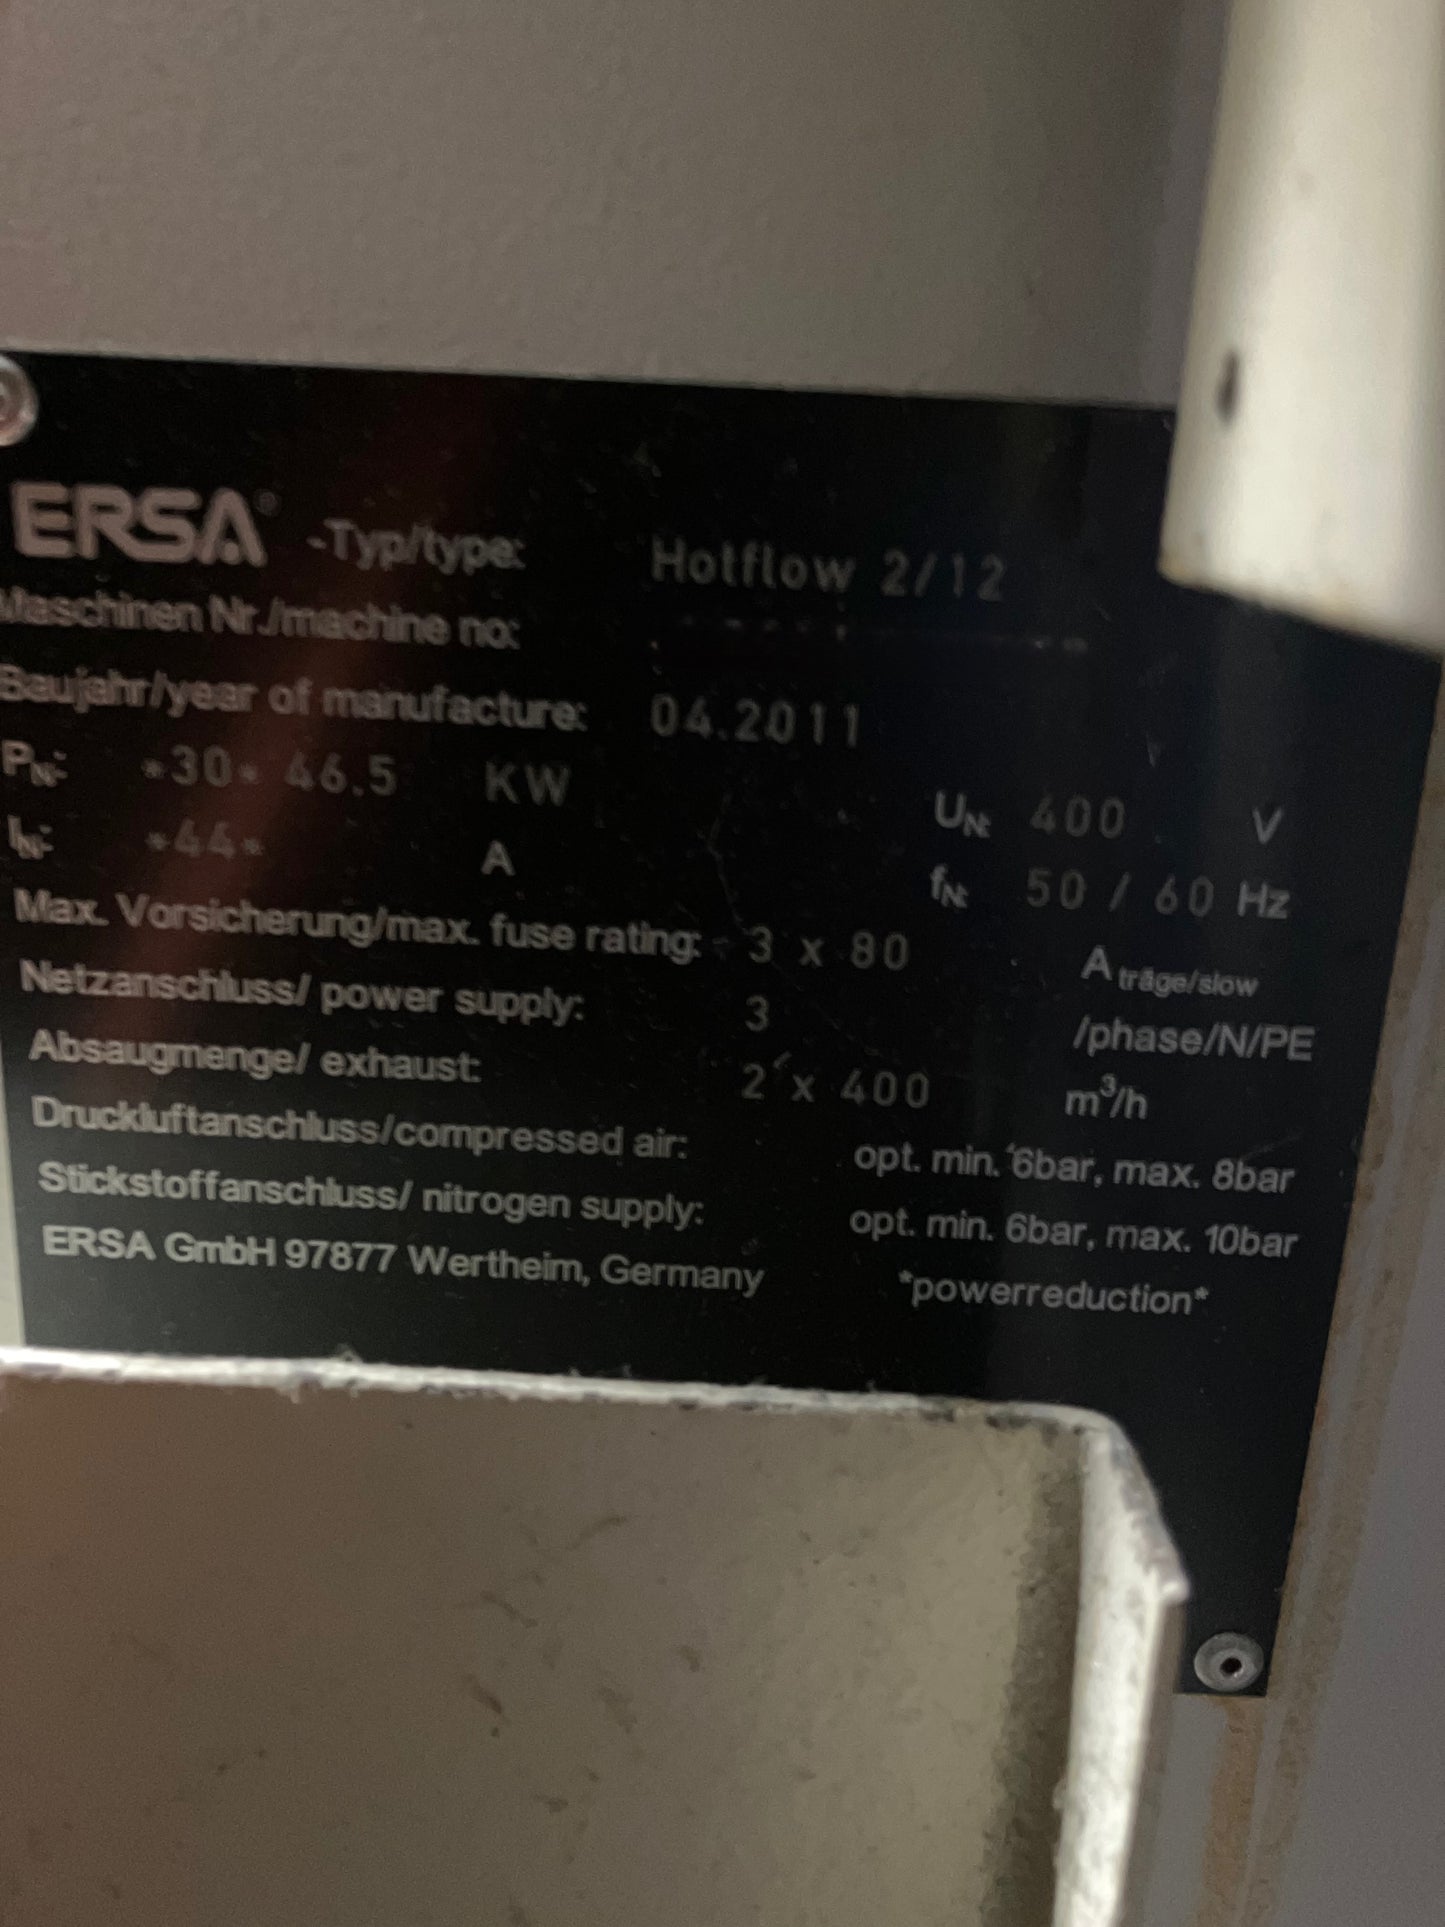 ERSA® -Typ/type: Hotflow 2/12
Maschinen Nr./machine no:
Baujahr/year of manufacture: 04.2011
PN: *30* 46.5 KW UN: 400 V
IN: *44* A fN: 50 / 60 Hz
Max. Vorsicherung/max. fuse rating: 3 x 80 A träge/slow
Netzanschluss/ power supply: 3 /phase/N/PE
Absaugmenge/ exhaust: 2 x 400 m³/h
Druckluftanschluss/compressed air: opt. min. 6bar, max. 8bar
Stickstoffanschluss/ nitrogen supply: opt. min. 6bar, max. 10bar
ERSA GmbH 97877 Wertheim, Germany *powerreduction*